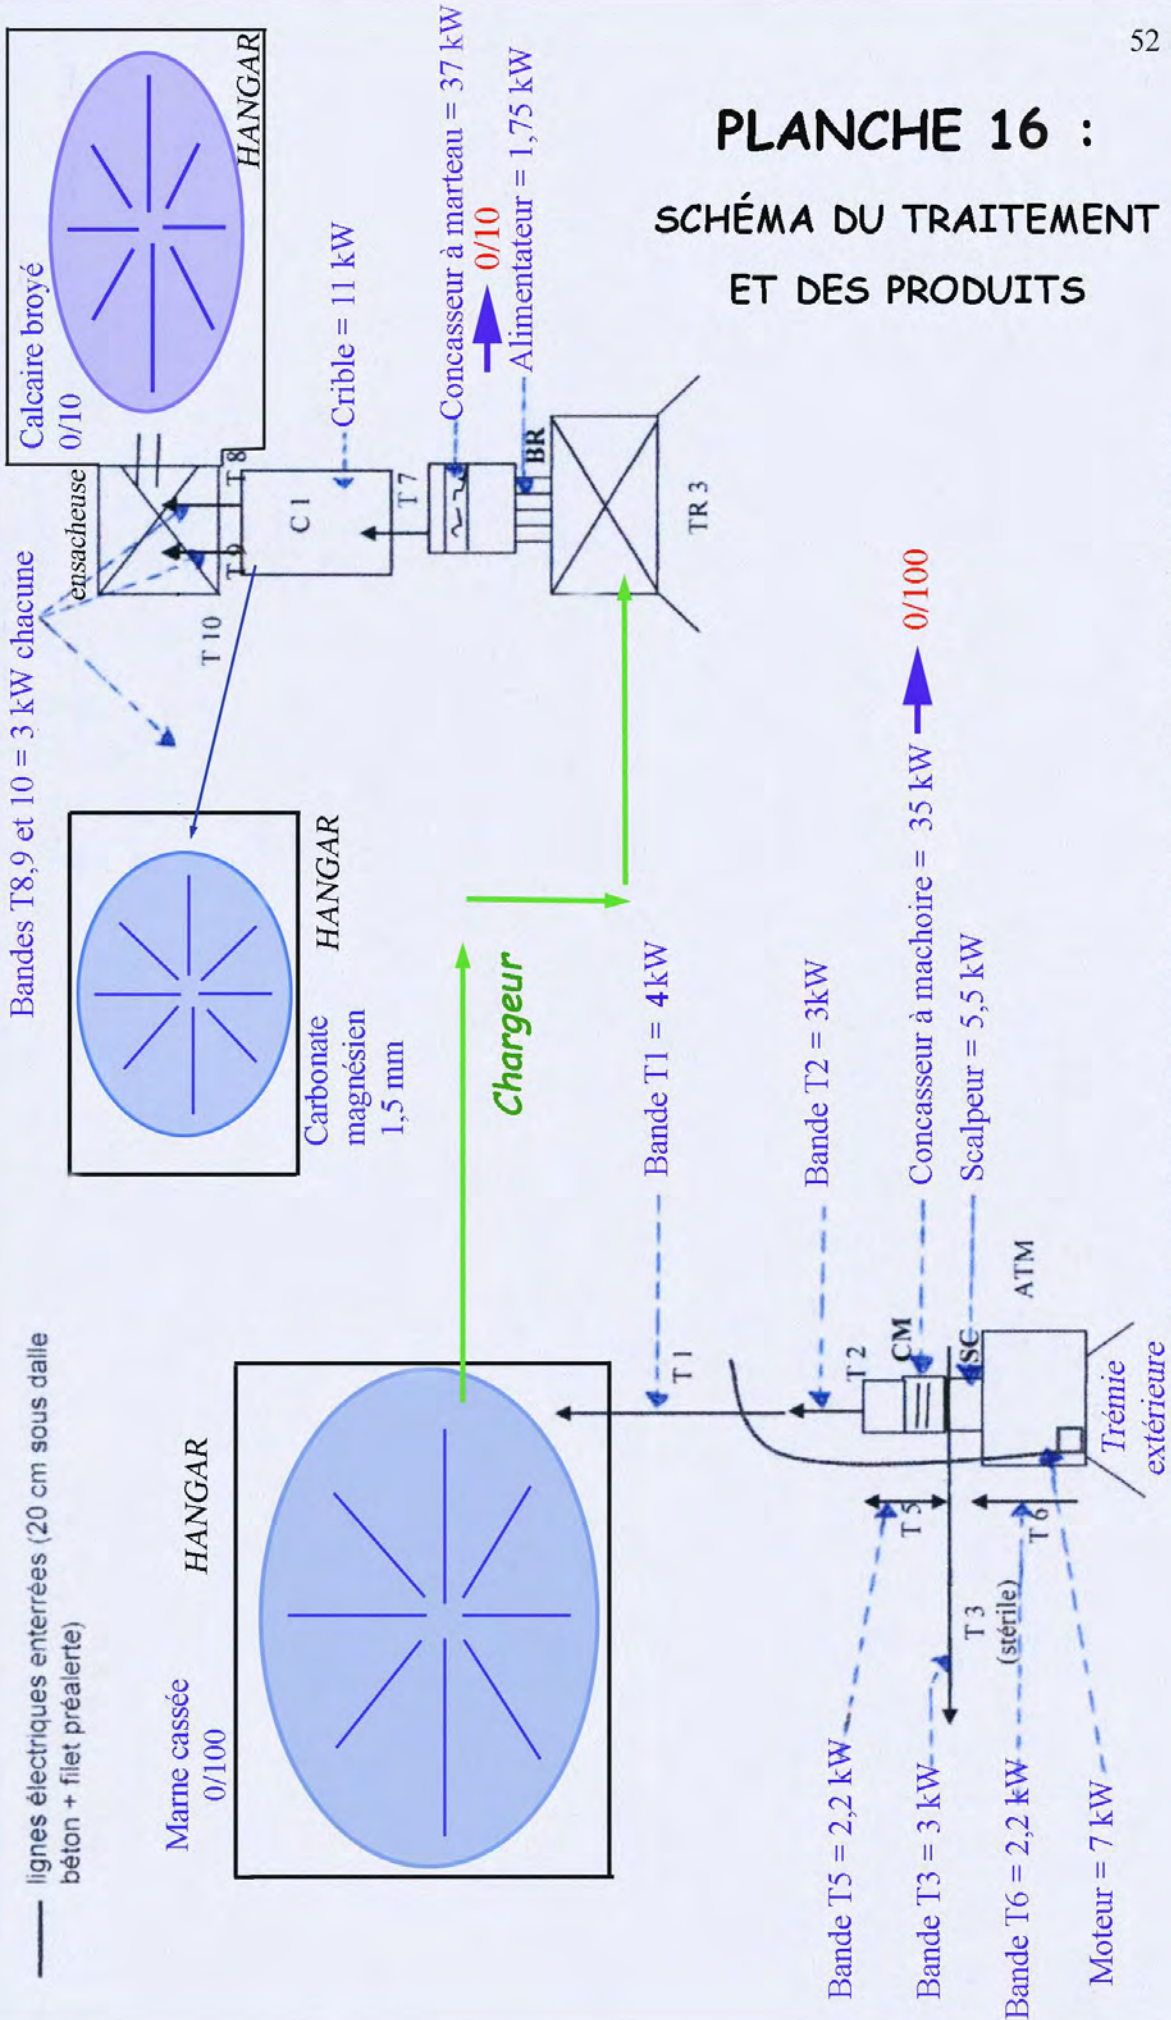 52
PLANCHE 16 :
SCHÉMA DU TRAITEMENT
ET DES PRODUITS
lignes électriques enterrées (20 cm sous dalle
béton + filet préalerte)
Bandes T8,9 et 10 = 3 kW chacune
Calcaire broyé
0/10
HANGAR
ensacheuse
T 8
T 9
T 10
C 1
Crible = 11 kW
T 7
Concasseur à marteau = 37 kW
0/10
Alimentateur = 1,75 kW
BR
TR 3
HANGAR
Carbonate
magnésien
1,5 mm
Chargeur
Marne cassée
0/100
HANGAR
T 1
Bande T1 = 4kW
T 2
Bande T2 = 3kW
CM
Concasseur à machoire = 35 kW
0/100
SC
Scalpeur = 5,5 kW
ATM
Trémie
extérieure
T 5
T 6
T 3
(stérile)
Bande T5 = 2,2 kW
Bande T3 = 3 kW
Bande T6 = 2,2 kW
Moteur = 7 kW